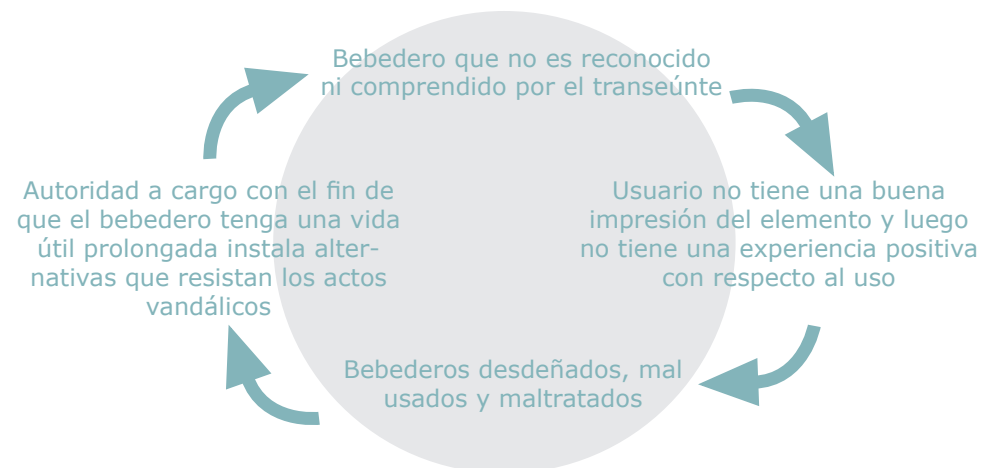 Bebedero que no es reconocido
ni comprendido por el transeúnte
Usuario no tiene una buena
impresión del elemento y luego
no tiene una experiencia positiva
con respecto al uso
Bebederos desdeñados, mal
usados y maltratados
Autoridad a cargo con el fin de
que el bebedero tenga una vida
útil prolongada instala alter-
nativas que resistan los actos
vandálicos